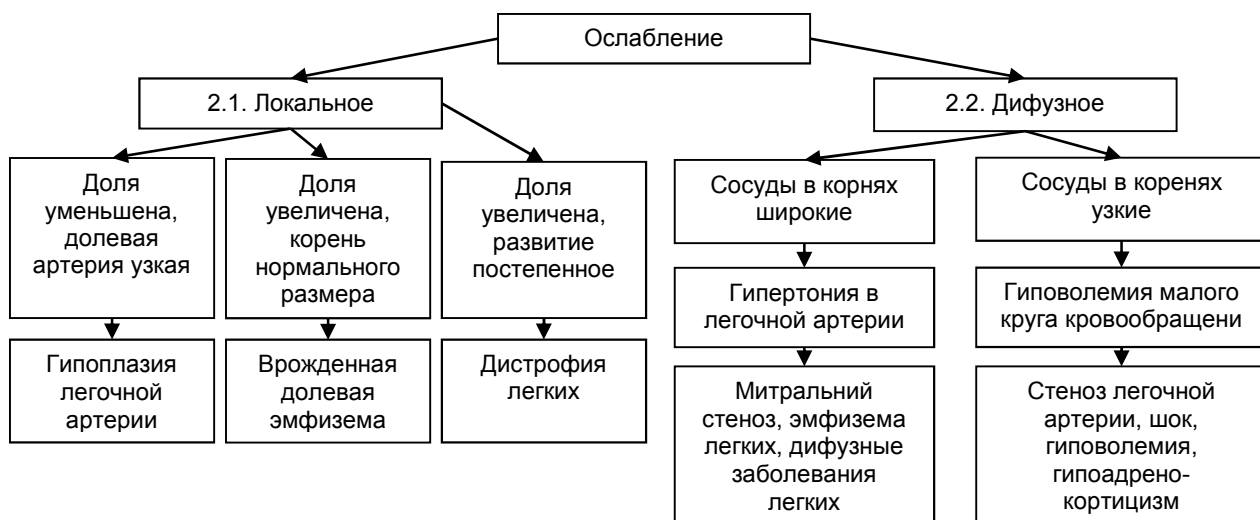 Ослабление
2.1. Локальное
2.2. Дифузное
Доля
уменьшена,
долевая
артерия узкая
Доля
увеличена,
корень
нормального
размера
Доля
увеличена,
развитие
постепенное
Сосуды в корнях
широкие
Сосуды в коренях
узкие
Гипертония в
легочной артерии
Гиповолемия малого
круга кровообращени
Гипоплазия
легочной
артерии
Врожденная
долевая
эмфизема
Дистрофия
легких
Митральний
стеноз, эмфизема
легких, дифузные
заболевания
легких
Стеноз легочной
артерии, шок,
гиповолемия,
гипоадрено-
кортицизм